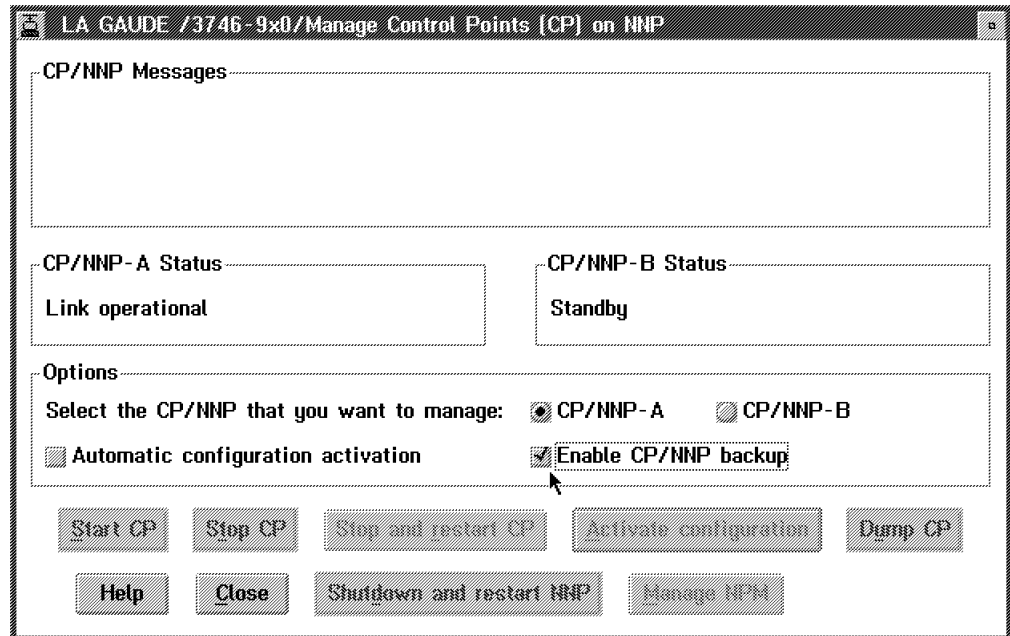 LA GAUDE /3746-9x0/Manage Control Points (CP) on NNP
CP/NNP Messages
CP/NNP-A Status
CP/NNP-B Status
Link operational
Standby
Options
Select the CP/NNP that you want to manage: CP/NNP-A CP/NNP-B
Automatic configuration activation Enable CP/NNP backup
Start CP Stop CP Stop and restart CP Activate configuration Dump CP
Help Close Shutdown and restart NNP Manage NPM